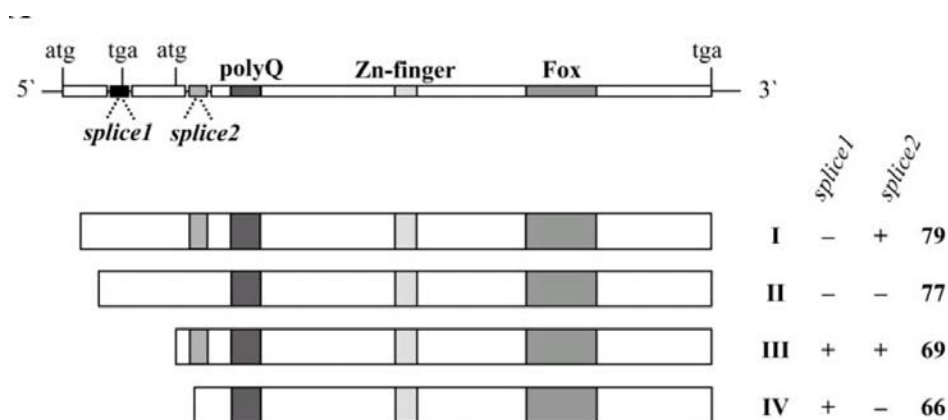 atg tga atg tga
polyQ Zn-finger Fox
5` 3`
splice1 splice2
splice1 splice2
I – + 79
II – – 77
III + + 69
IV + – 66